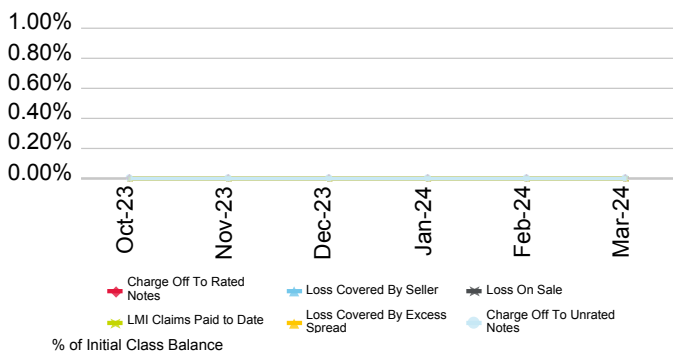 1.00%
0.80%
0.60%
0.40%
0.20%
0.00%
Oct-23
Nov-23
Dec-23
Jan-24
Feb-24
Mar-24
Charge Off To Rated
Notes
Loss Covered By Seller
Loss On Sale
LMI Claims Paid to Date
Loss Covered By Excess
Spread
Charge Off To Unrated
Notes
% of Initial Class Balance